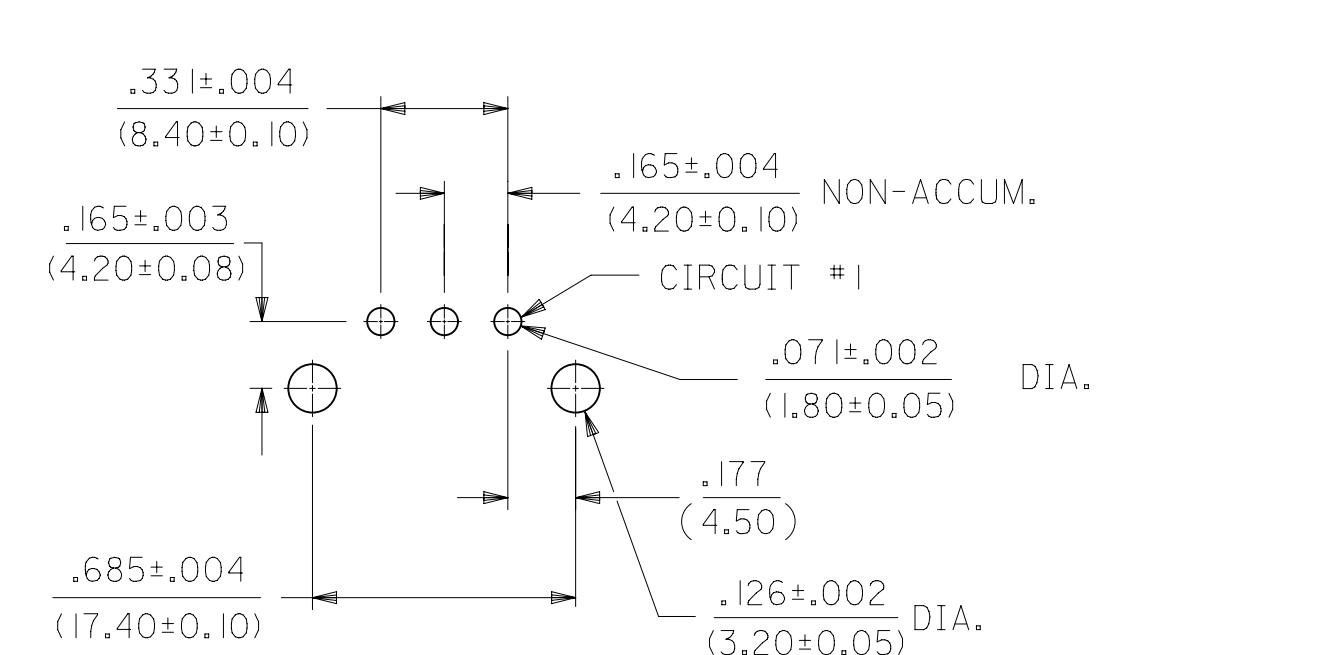 .331±.004
(8.40±0.10)
.165±.004 NON-ACCUM.
(4.20±0.10)
.165±.003
(4.20±0.08)
CIRCUIT #1
.071±.002 DIA.
(1.80±0.05)
.177
(4.50)
.685±.004
(17.40±0.10)
.126±.002 DIA.
(3.20±0.05)